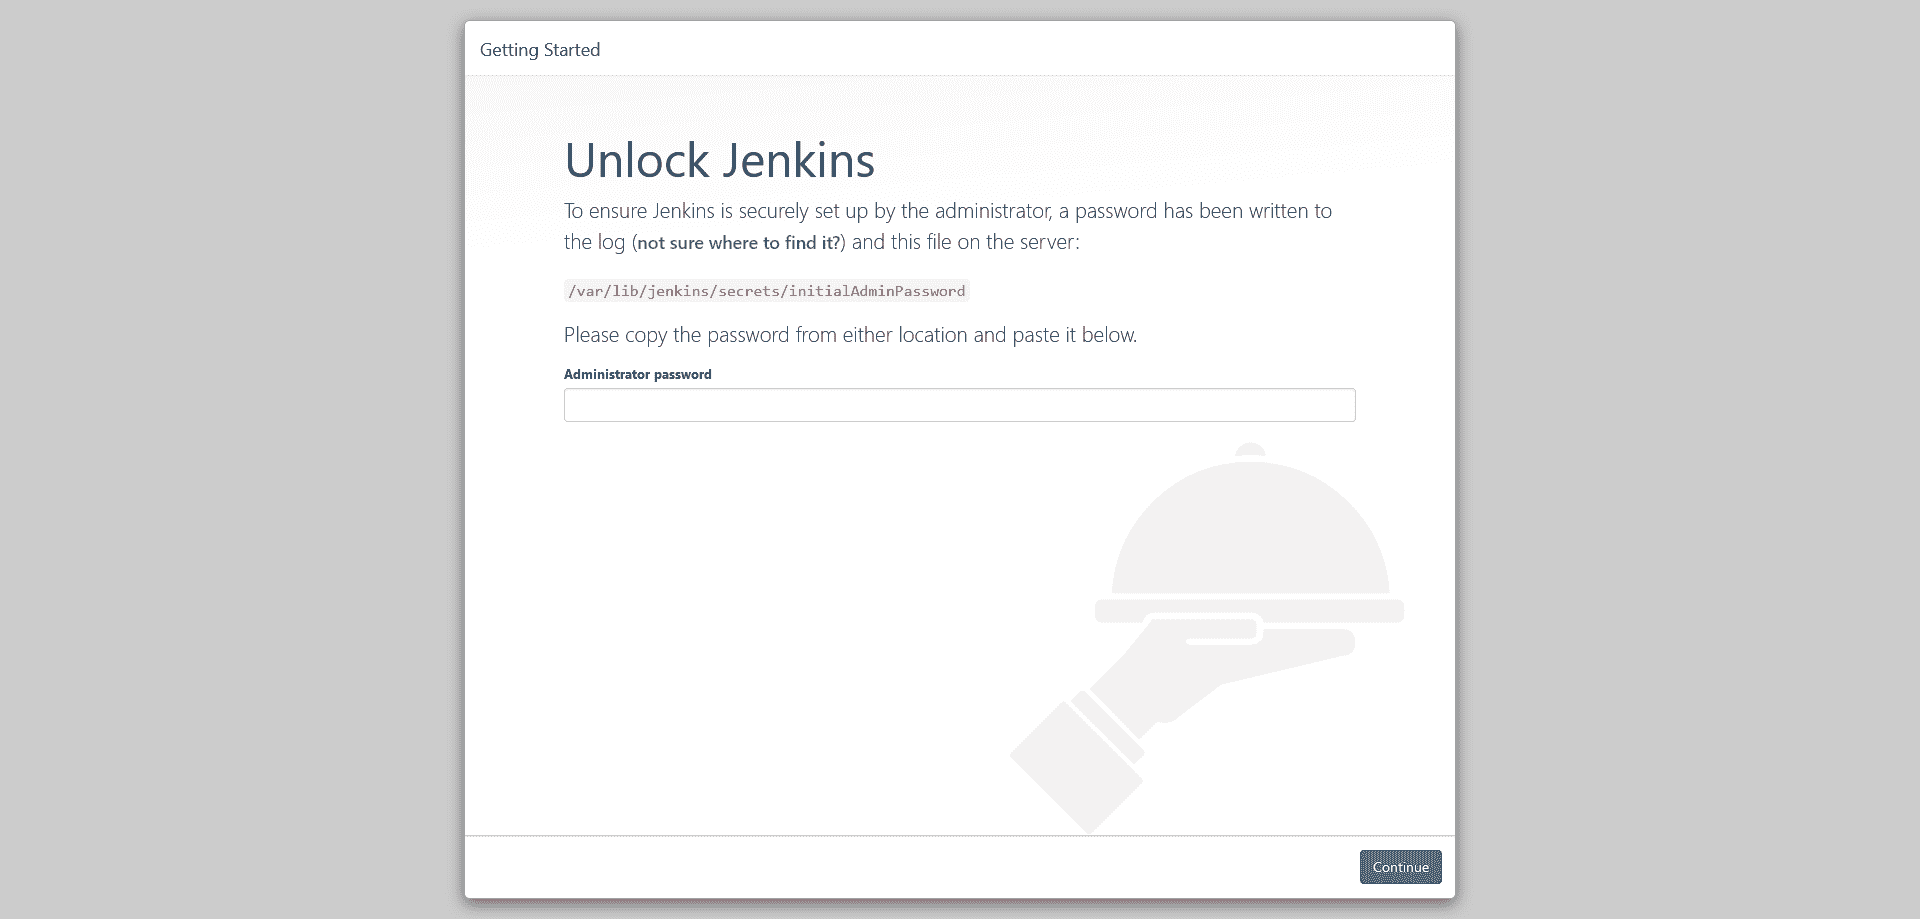 Getting Started
Unlock Jenkins
To ensure Jenkins is securely set up by the administrator, a password has been written to
the log (not sure where to find it?) and this file on the server:
/var/lib/jenkins/secrets/initialAdminPassword
Please copy the password from either location and paste it below.
Administrator password
Continue